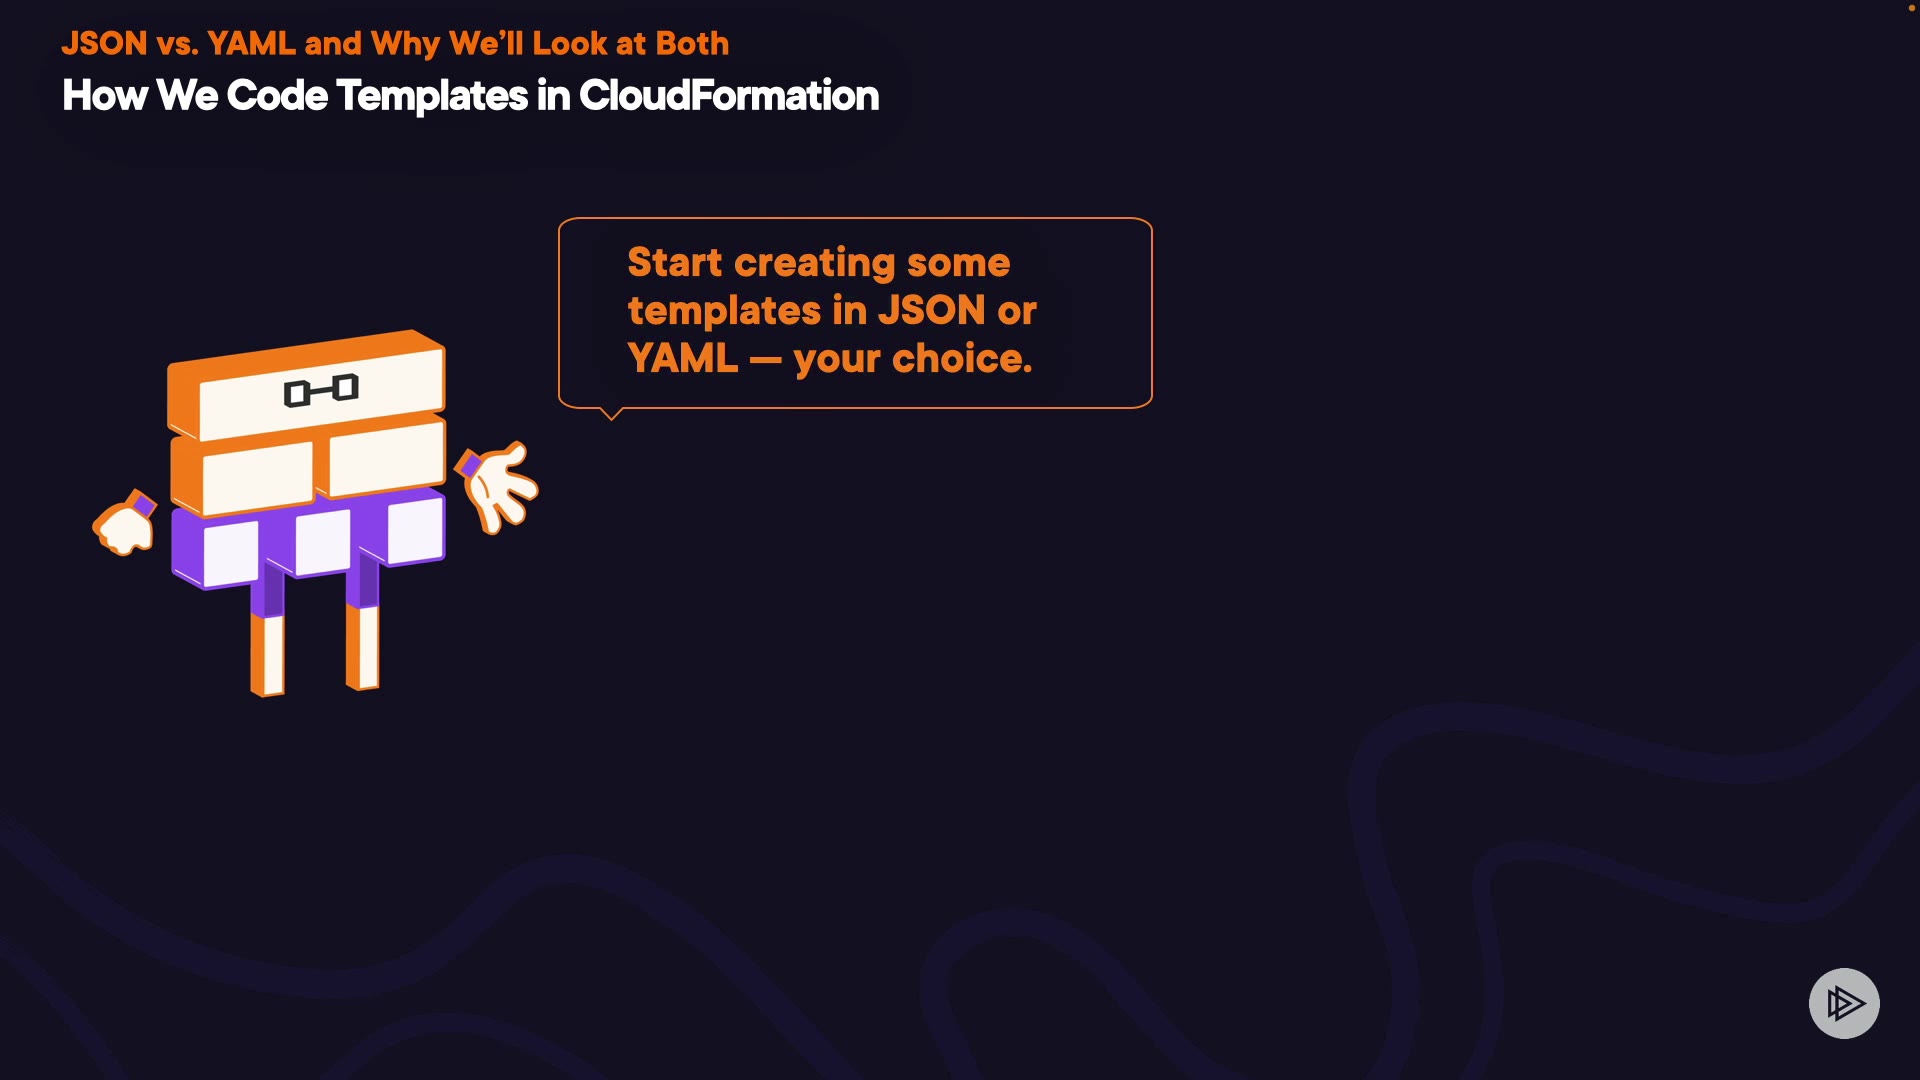 JSON vs. YAML and Why We’ll Look at Both
How We Code Templates in CloudFormation
Start creating some
templates in JSON or
YAML — your choice.